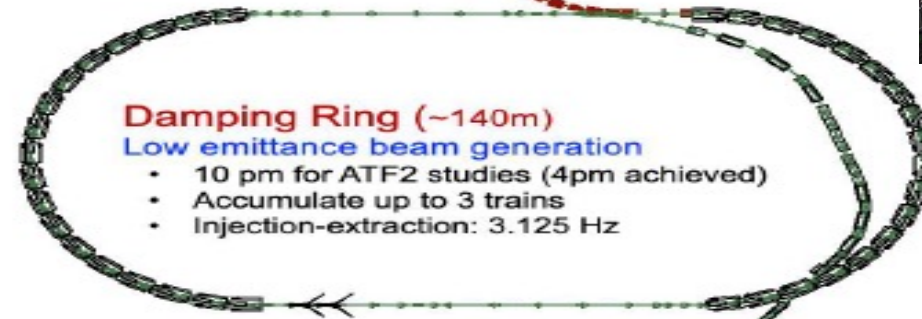 Damping Ring (~140m)
Low emittance beam generation
• 10 pm for ATF2 studies (4pm achieved)
• Accumulate up to 3 trains
• Injection-extraction: 3.125 Hz